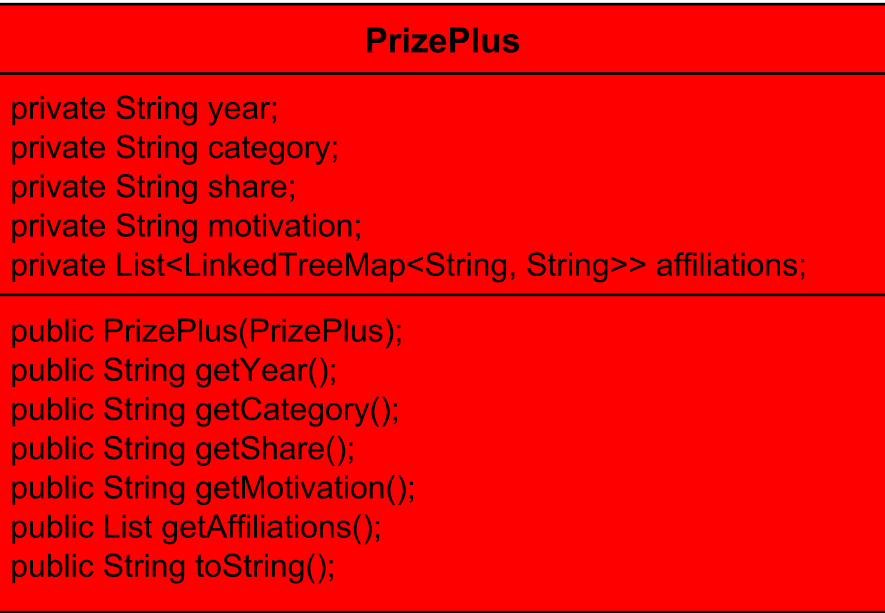 PrizePlus
private String year;
private String category;
private String share;
private String motivation;
private List<LinkedTreeMap<String, String>> affiliations;
public PrizePlus(PrizePlus);
public String getYear();
public String getCategory();
public String getShare();
public String getMotivation();
public List getAffiliations();
public String toString();